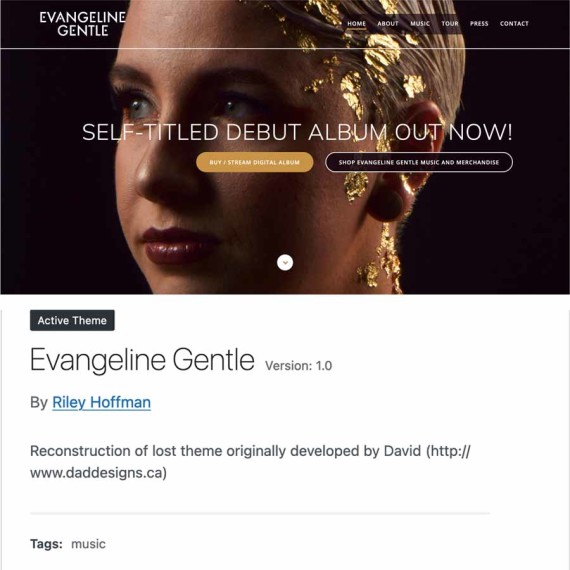 EVANGELINE
GENTLE
HOME ABOUT MUSIC TOUR PRESS CONTACT
SELF-TITLED DEBUT ALBUM OUT NOW!
BUY / STREAM DIGITAL ALBUM SHOP EVANGELINE GENTLE MUSIC AND MERCHANDISE
Active Theme
Evangeline Gentle Version: 1.0
By Riley Hoffman
Reconstruction of lost theme originally developed by David (http://
www.daddesigns.ca)
Tags: music